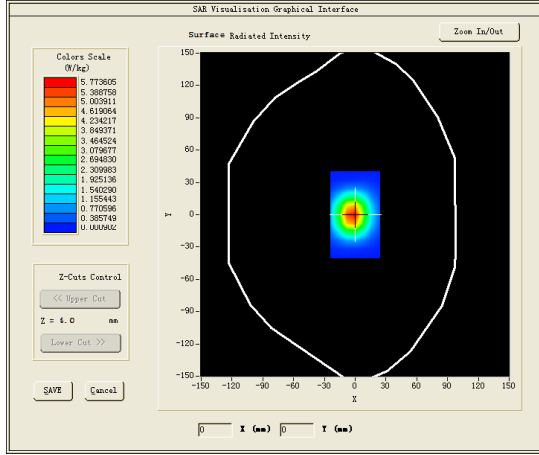 SAR Visualisation Graphical Interface
Surface Radiated Intensity
Zoom In/Out
Colors Scale
(W/kg)
5.773605
5.388758
5.003911
4.619064
4.234217
3.849371
3.464524
3.079677
2.694830
2.309983
1.925136
1.540290
1.155443
0.770596
0.385749
0.000902
Z-Cuts Control
<< Upper Cut
Z = 4.0 mm
Lower Cut >>
SAVE Cancel
150
120
90
60
30
0
-30
-60
-90
-120
-150
Y
-150 -120 -90 -60 -30 0 30 60 90 120 150
X
0 X (mm) 0 Y (mm)